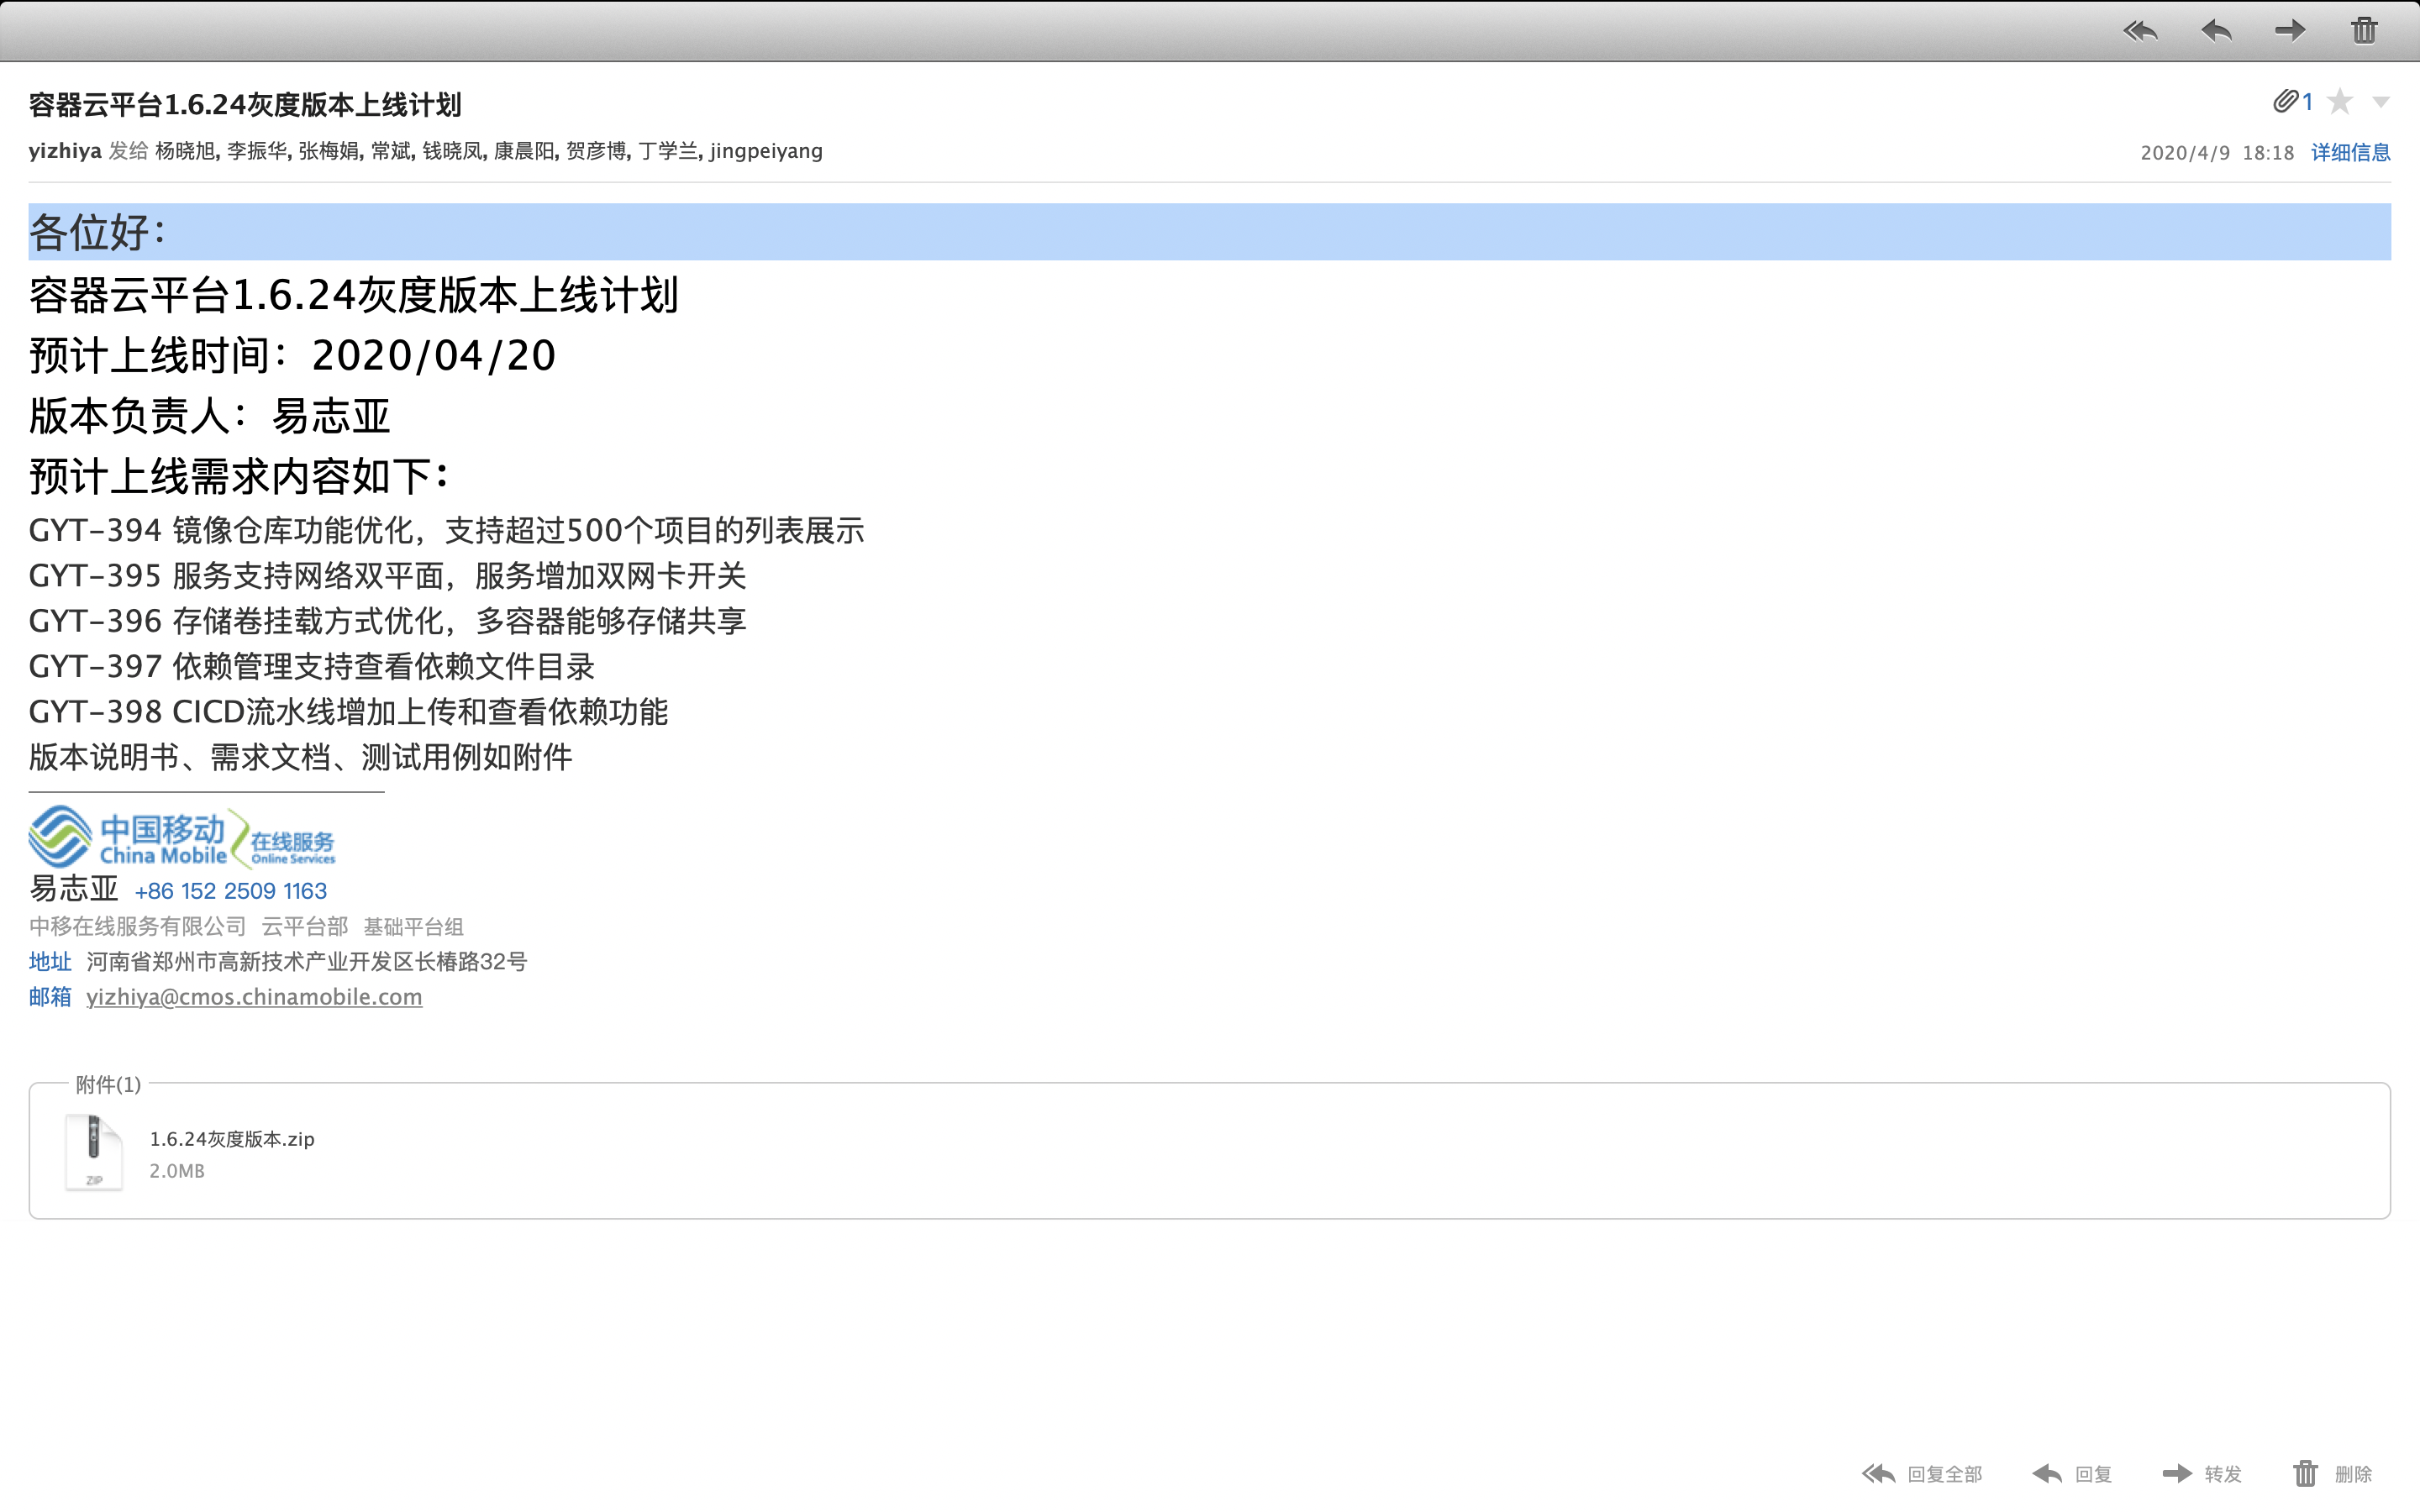 容器云平台1.6.24灰度版本上线计划
1
yizhiya 发给 杨晓旭, 李振华, 张梅娟, 常斌, 钱晓凤, 康晨阳, 贺彦博, 丁学兰, jingpeiyang
2020/4/9 18:18 详细信息
各位好：
容器云平台1.6.24灰度版本上线计划
预计上线时间：2020/04/20
版本负责人：易志亚
预计上线需求内容如下：
GYT-394 镜像仓库功能优化，支持超过500个项目的列表展示
GYT-395 服务支持网络双平面，服务增加双网卡开关
GYT-396 存储卷挂载方式优化，多容器能够存储共享
GYT-397 依赖管理支持查看依赖文件目录
GYT-398 CICD流水线增加上传和查看依赖功能
版本说明书、需求文档、测试用例如附件
中国移动 在线服务
China Mobile Online Services
易志亚 +86 152 2509 1163
中移在线服务有限公司 云平台部 基础平台组
地址 河南省郑州市高新技术产业开发区长椿路32号
邮箱 yizhiya@cmos.chinamobile.com
附件(1)
ZIP
1.6.24灰度版本.zip
2.0MB
回复全部 回复 转发 删除